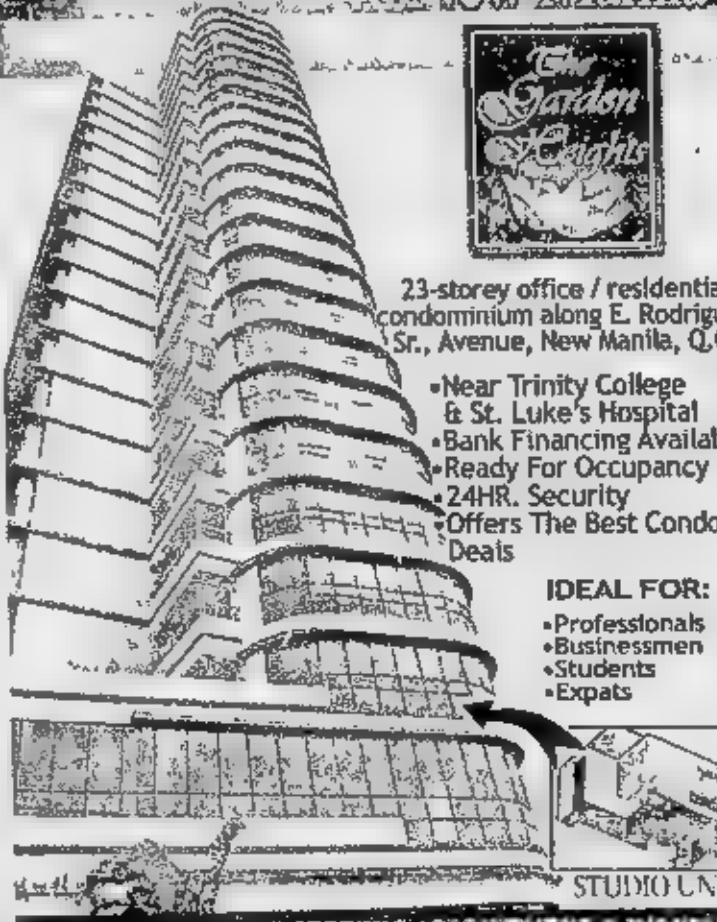 The
Garden
Heights
23-storey office / residentia
condominium along E. Rodrigu
Sr., Avenue, New Manila, Q.
•Near Trinity College
& St. Luke's Hospital
•Bank Financing Availa
•Ready For Occupancy
•24HR. Security
•Offers The Best Condo
Deals
IDEAL FOR:
•Professionals
•Businessmen
•Students
•Expats
STUDIO UN